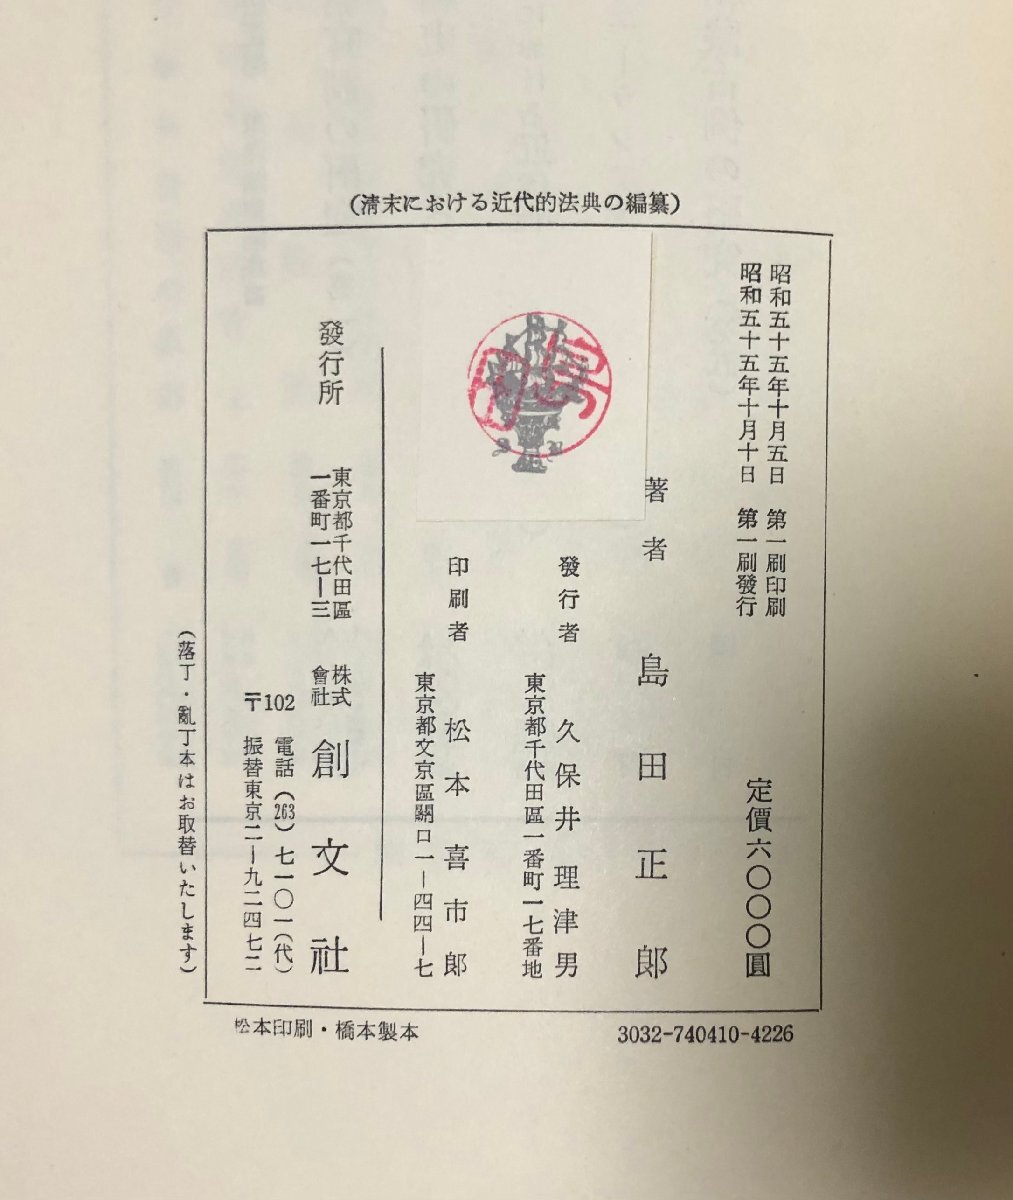 (淸末における近代的法典の編纂)
昭和五十五年十月五日 第一刷印刷
昭和五十五年十月十日 第一刷發行
定價六〇〇〇圓
著者 島田正郎
發行者 久保井理津男
東京都千代田區一番町一七番地
印刷者 松本喜市郎
東京都文京區關口一ー四四ー七
發行所 東京都千代田區
一番町一七ー三
株式
會社
創文社
〒102 電話(263)七一〇一(代)
振替東京二ー九二四七二
(落丁・亂丁本はお取替いたします)
松本印刷・橋本製本
3032-740410-4226
島田